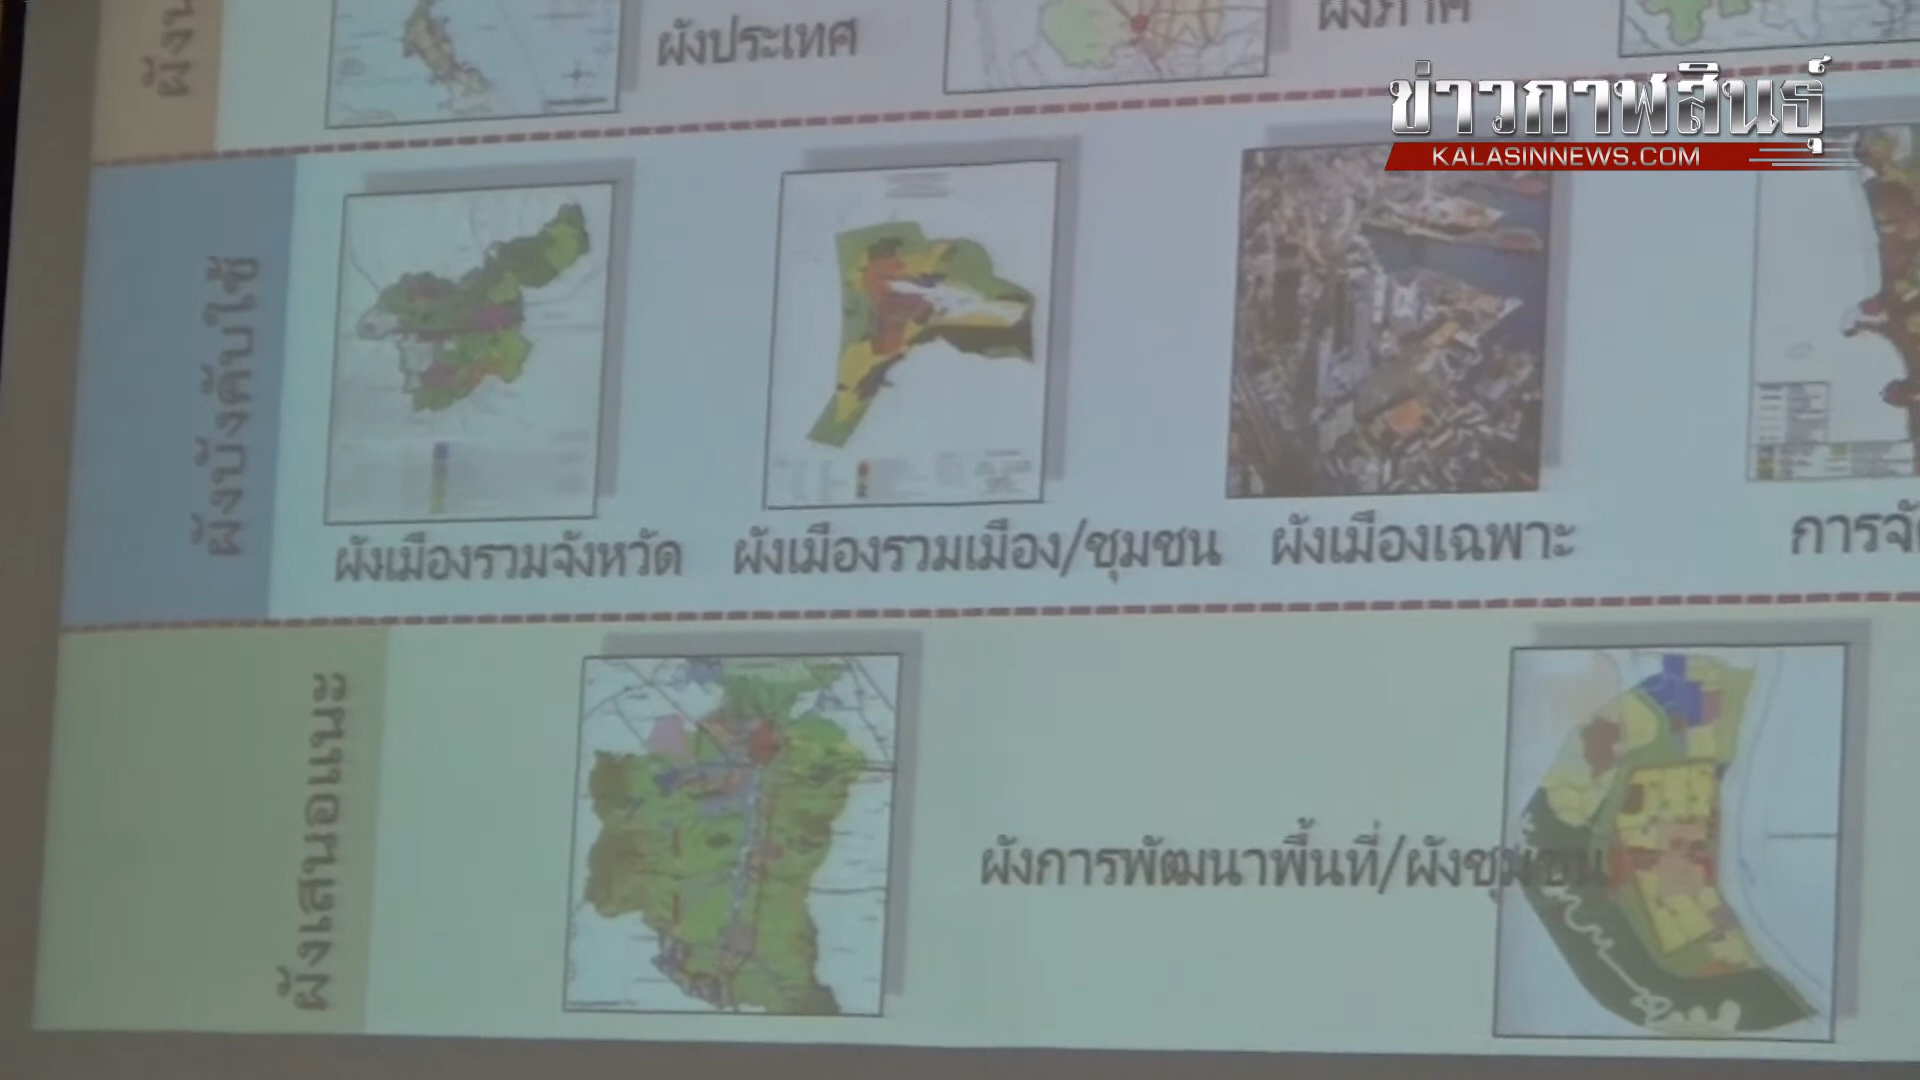 ผังประเทศ
ผังภาค
ข่าวกาฬสินธุ์
KALASINNEWS.COM
ผังบังคับใช้
ผังเมืองรวมจังหวัด
ผังเมืองรวมเมือง/ชุมชน
ผังเมืองเฉพาะ
ผังเสนอแนะ
ผังการพัฒนาพื้นที่/ผังชุมชน